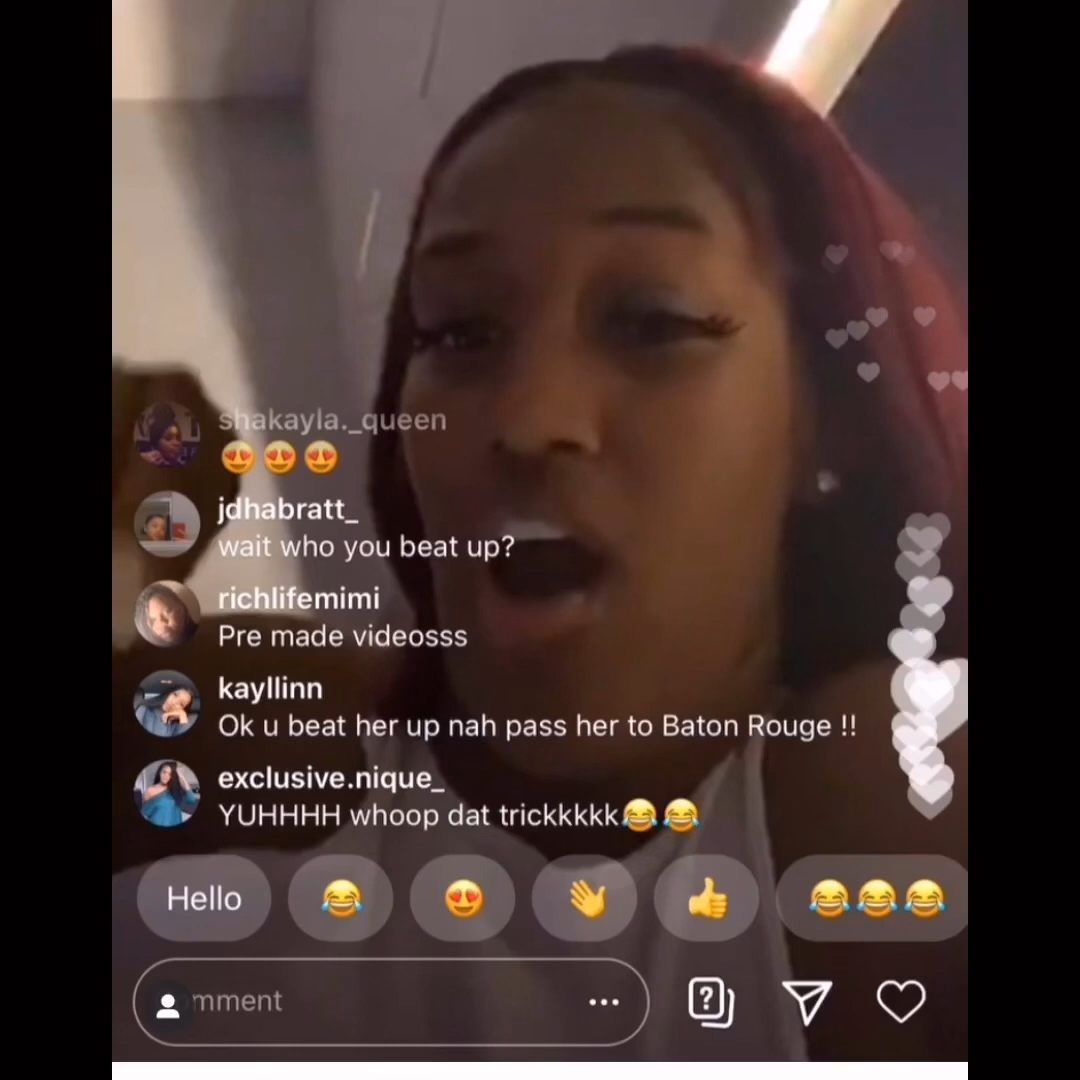 shakayla._queen
😍😍😍
jdhabratt_
wait who you beat up?
richlifemimi
Pre made videosss
kayllinn
Ok u beat her up nah pass her to Baton Rouge !!
exclusive.nique_
YUHHHH whoop dat trickkkkk😂😂
Hello 😂 😍 👋 👍 😂😂😂
mment